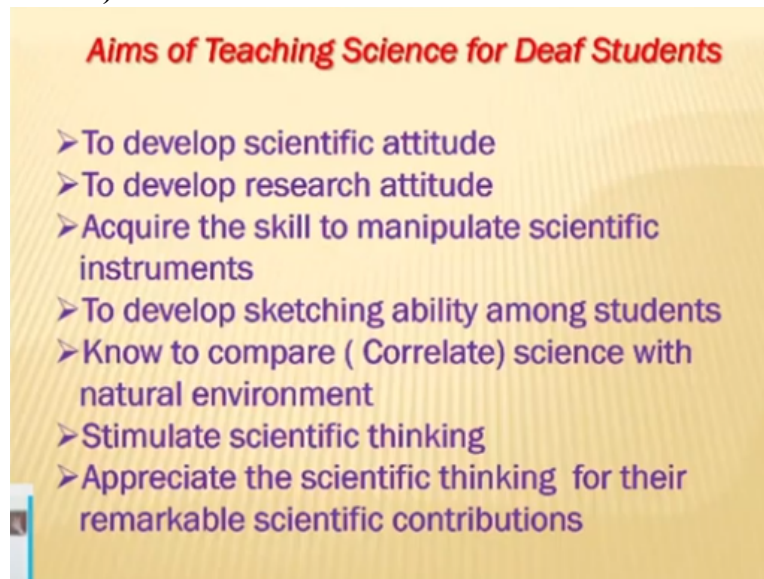 Aims of Teaching Science for Deaf Students
➢To develop scientific attitude
➢To develop research attitude
➢Acquire the skill to manipulate scientific
instruments
➢To develop sketching ability among students
➢Know to compare ( Correlate) science with
natural environment
➢Stimulate scientific thinking
➢Appreciate the scientific thinking for their
remarkable scientific contributions